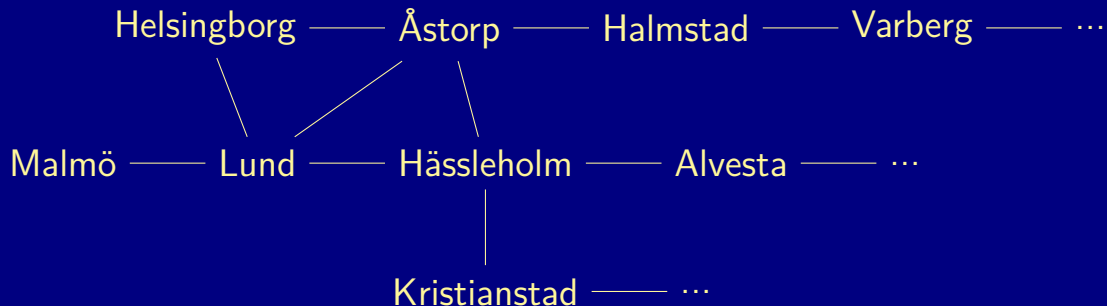 Helsingborg Åstorp Halmstad Varberg ...
Malmö Lund Hässleholm Alvesta ...
Kristianstad ...